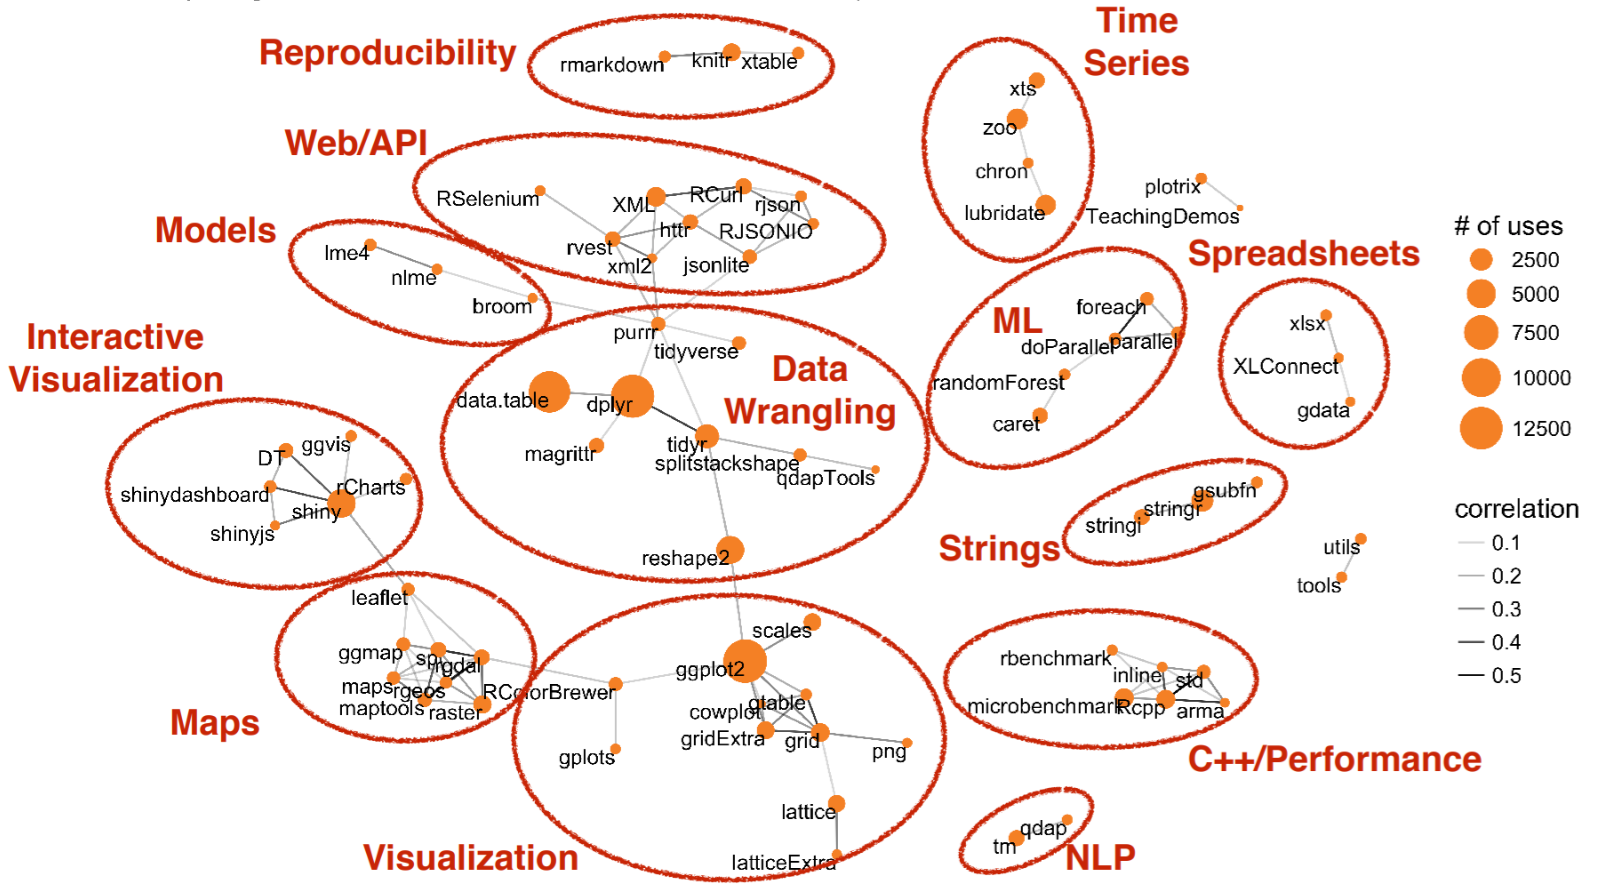 Time
Series
Reproducibility
rmarkdown
knitr
xtable
xts
zoo
chron
lubridate
Web/API
RSelenium
XML
RCurl
rjson
httr
RJSONIO
rvest
xml2
jsonlite
plotrix
TeachingDemos
Models
lme4
nlme
broom
Spreadsheets
xlsx
XLConnect
gdata
# of uses
2500
5000
7500
10000
12500
ML
foreach
doParallel
parallel
randomForest
caret
Interactive
Visualization
DT
ggvis
shinydashboard
rCharts
shiny
shinyjs
Data
Wrangling
purrr
tidyverse
data.table
dplyr
magrittr
tidyr
splitstackshape
qdapTools
reshape2
Strings
gsubfn
stringr
stringi
utils
tools
correlation
0.1
0.2
0.3
0.4
0.5
Maps
leaflet
ggmap
sp
rgdal
maps
rgeos
maptools
raster
RColorBrewer
scales
ggplot2
gtable
cowplot
gridExtra
grid
png
gplots
lattice
latticeExtra
Visualization
rbenchmark
inline
std
microbenchmark
Rcpp
arma
C++/Performance
qdap
tm
NLP